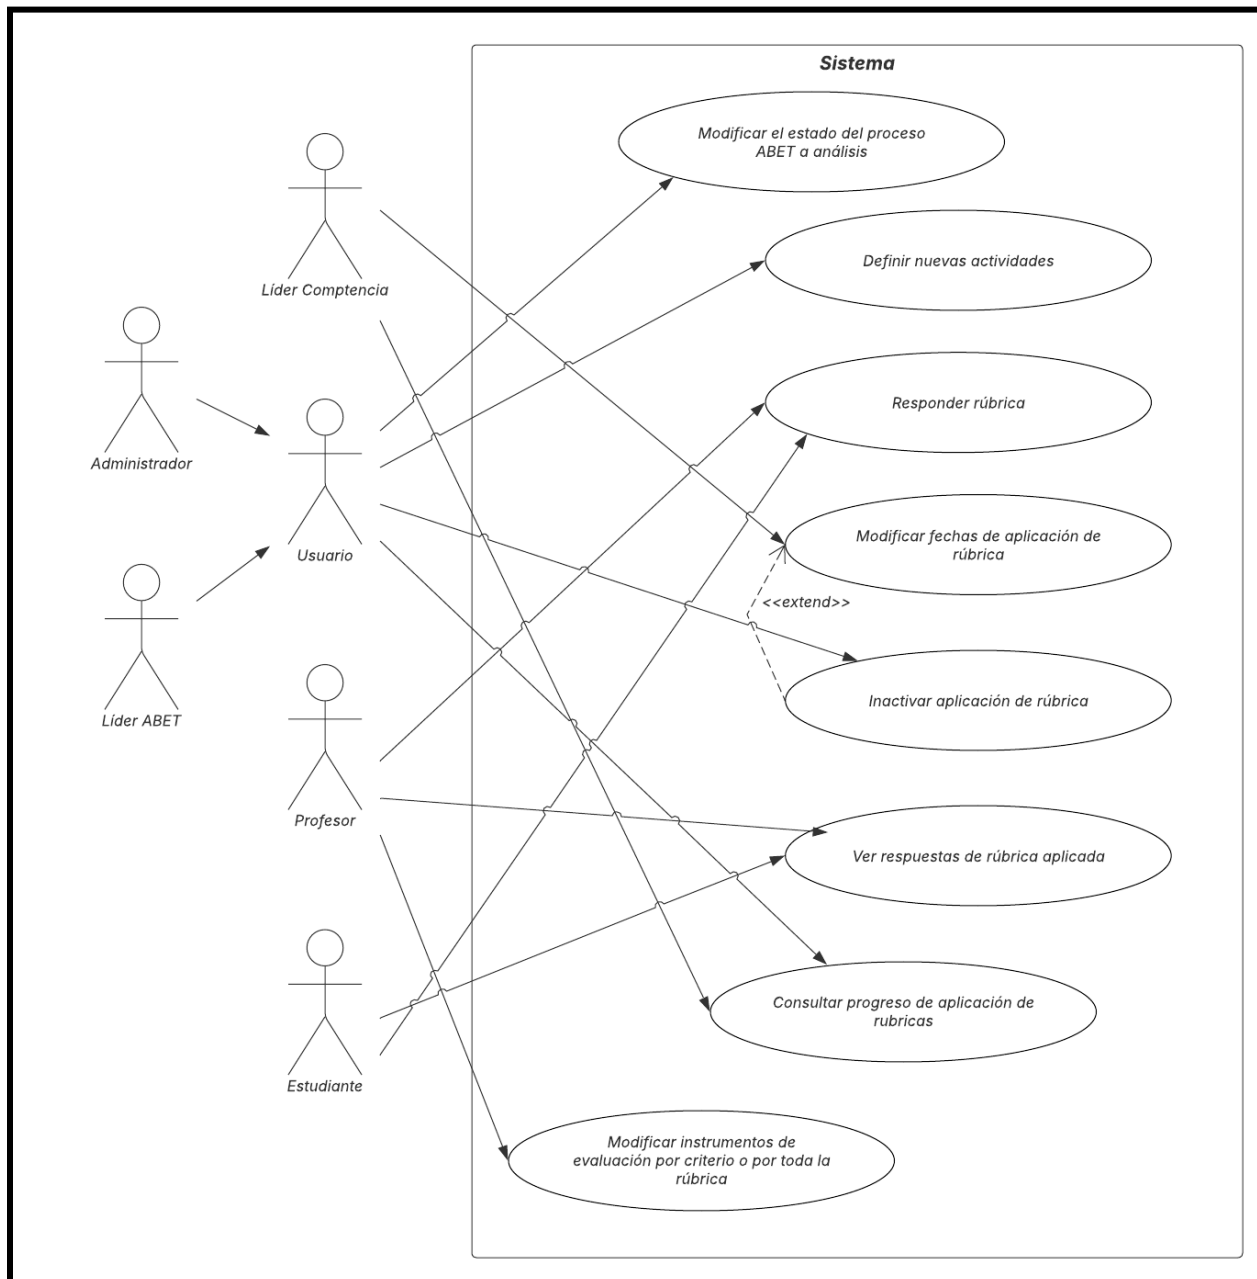 Sistema
Modificar el estado del proceso
ABET a análisis
Definir nuevas actividades
Líder Comptencia
Responder rúbrica
Administrador
Usuario
Modificar fechas de aplicación de
rúbrica
<<extend>>
Inactivar aplicación de rúbrica
Líder ABET
Profesor
Ver respuestas de rúbrica aplicada
Consultar progreso de aplicación de
rubricas
Estudiante
Modificar instrumentos de
evaluación por criterio o por toda la
rúbrica